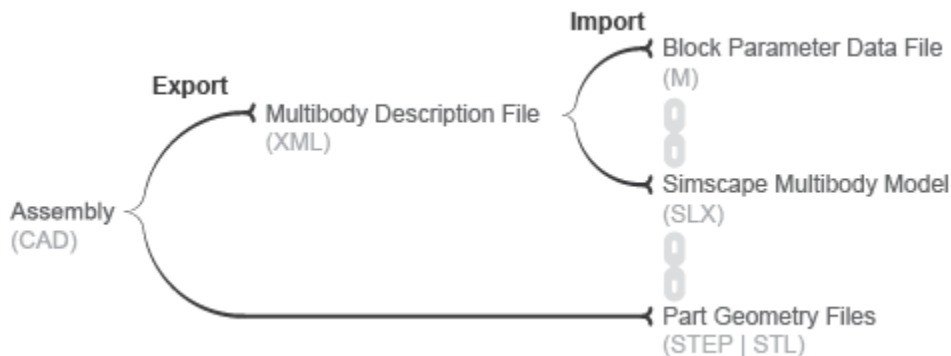 Import
Block Parameter Data File
(M)
Export
Multibody Description File
(XML)
Simscape Multibody Model
(SLX)
Assembly
(CAD)
Part Geometry Files
(STEP | STL)